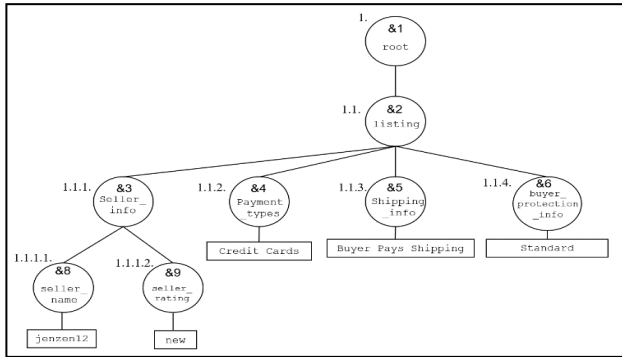 1.
&1
root
1.1.
&2
listing
1.1.1.
&3
Seller_
info
1.1.2.
&4
Payment
_types
1.1.3.
&5
Shipping
_info
1.1.4.
&6
buyer_
protection
_info
Credit Cards
Buyer Pays Shipping
Standard
1.1.1.1.
&8
seller_
name
1.1.1.2.
&9
seller_
rating
jenzen12
new